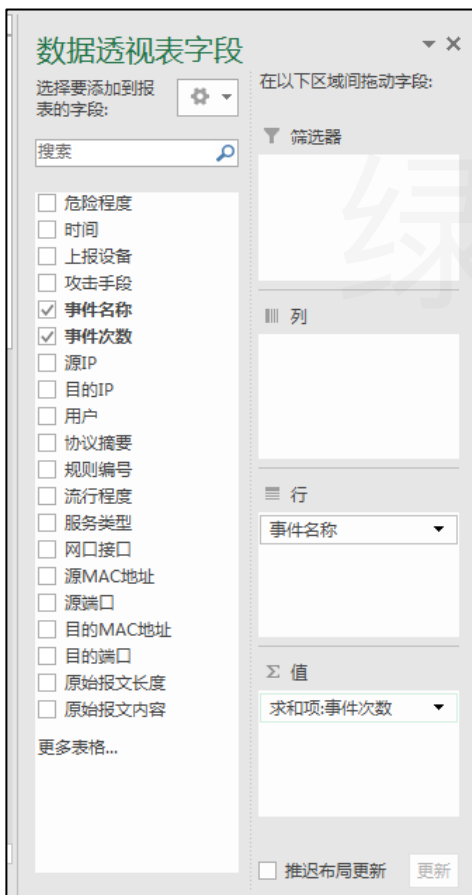 数据透视表字段
选择要添加到报
表的字段:
搜索
危险程度
时间
上报设备
攻击手段
事件名称
事件次数
源IP
目的IP
用户
协议摘要
规则编号
流行程度
服务类型
网口接口
源MAC地址
源端口
目的MAC地址
目的端口
原始报文长度
原始报文内容
更多表格...
在以下区域间拖动字段:
筛选器
绿
列
行
事件名称
Σ 值
求和项:事件次数
推迟布局更新
更新